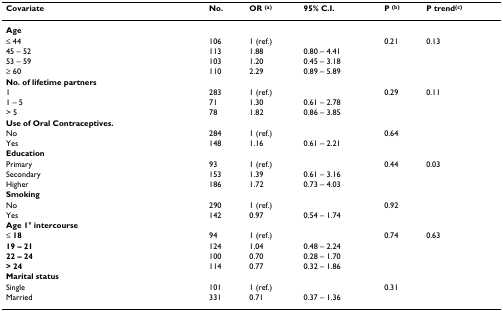 Covariate No. OR (a) 95% C.I. P (b) P trend(c)
Age
≤ 44 106 1 (ref.) 0.21 0.13
45 – 52 113 1.88 0.80 – 4.41
53 – 59 103 1.20 0.45 – 3.18
≥ 60 110 2.29 0.89 – 5.89
No. of lifetime partners
1 283 1 (ref.) 0.29 0.11
1 – 5 71 1.30 0.61 – 2.78
> 5 78 1.82 0.86 – 3.85
Use of Oral Contraceptives.
No 284 1 (ref.) 0.64
Yes 148 1.16 0.61 – 2.21
Education
Primary 93 1 (ref.) 0.44 0.03
Secondary 153 1.39 0.61 – 3.16
Higher 186 1.72 0.73 – 4.03
Smoking
No 290 1 (ref.) 0.92
Yes 142 0.97 0.54 – 1.74
Age 1° intercourse
≤ 18 94 1 (ref.) 0.74 0.63
19 – 21 124 1.04 0.48 – 2.24
22 – 24 100 0.70 0.28 – 1.70
> 24 114 0.77 0.32 – 1.86
Marital status
Single 101 1 (ref.) 0.31
Married 331 0.71 0.37 – 1.36